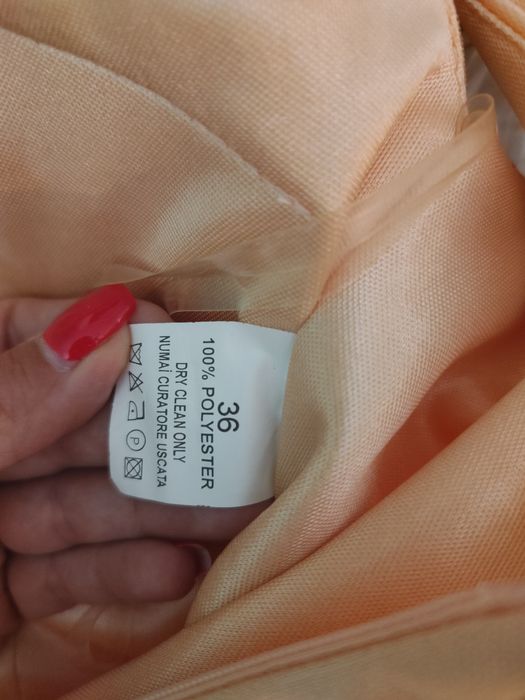 36
100% POLYESTER
DRY CLEAN ONLY
NUMAİ CURATORE USCATA
P